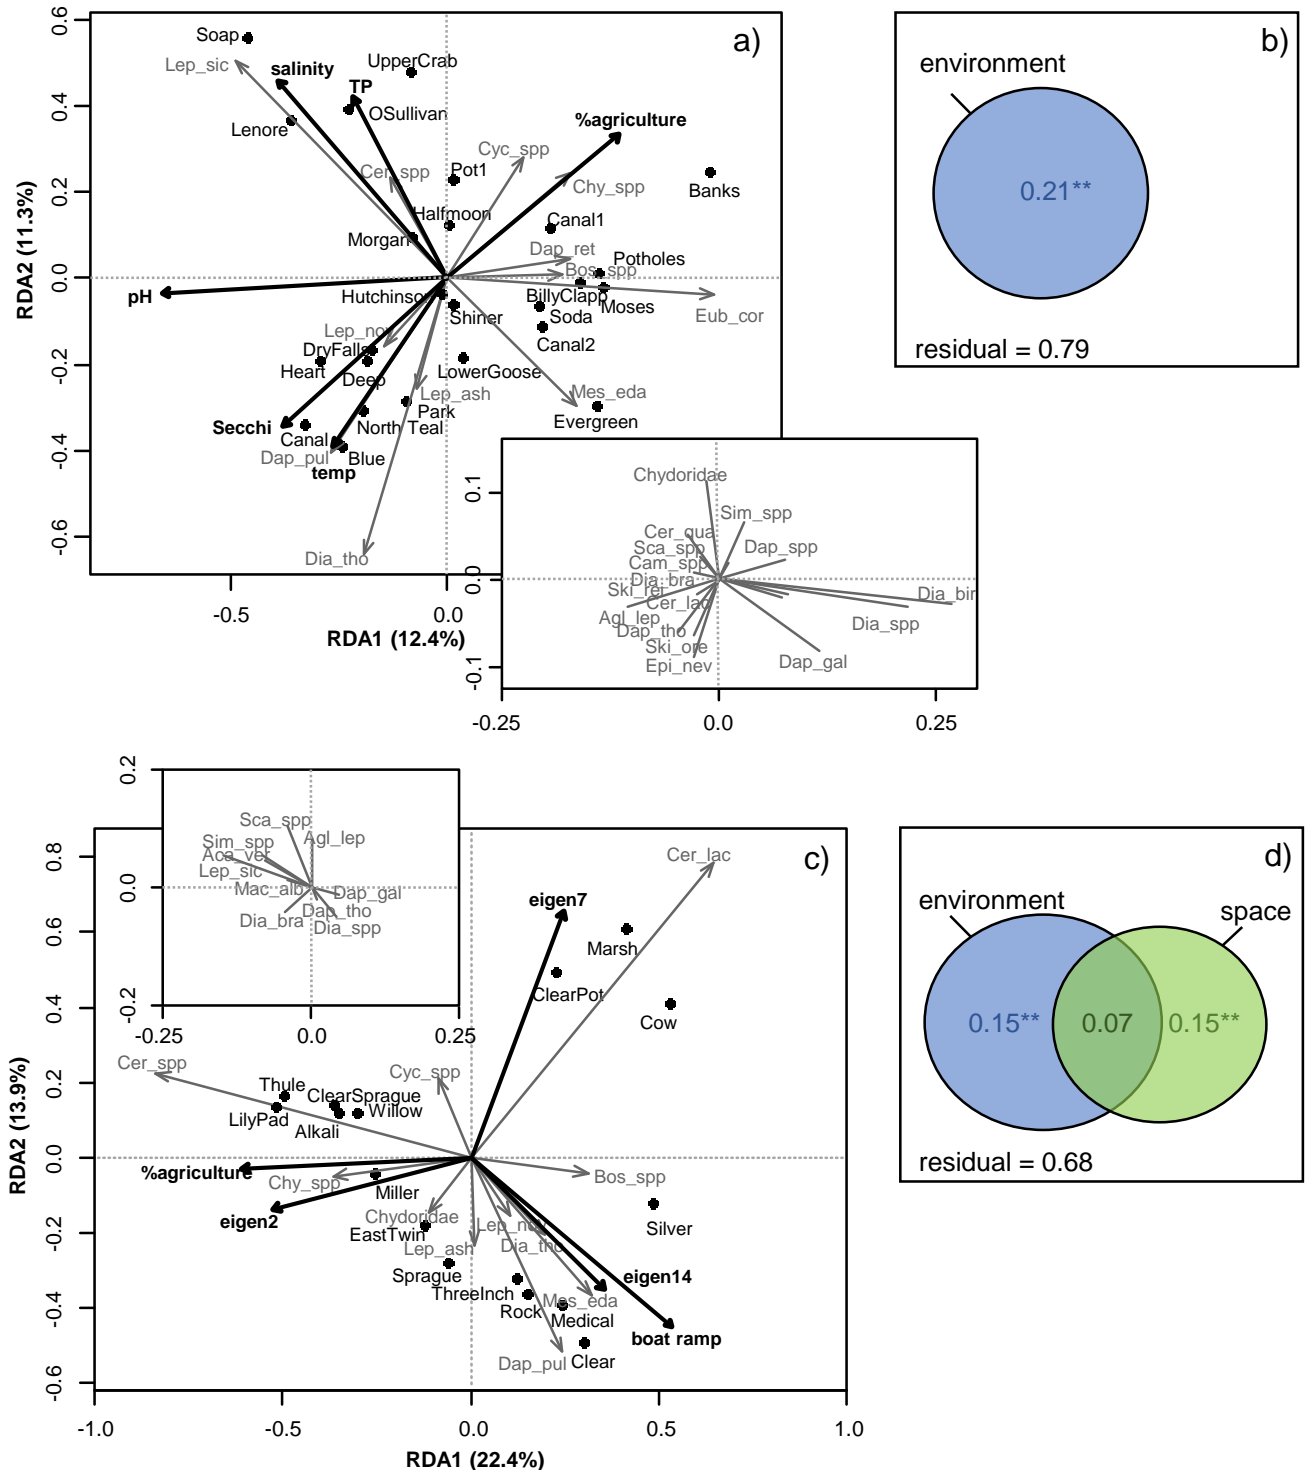 a)
0.6
0.4
0.2
0.0
-0.2
-0.4
-0.6
RDA2 (11.3%)
Soap
Lep_sic
salinity
TP
UpperCrab
OSullivan
Lenore
%agriculture
Cyc_spp
Cer_spp
Pot1
Chy_spp
Banks
Halfmoon
Canal1
Morgan
Dap_ret
Potholes
Bos_spp
pH
Hutchinson
BillyClapp
Moses
Shiner
Soda
Eub_cor
Lep_nov
Canal2
DryFalls
Heart
Deep
LowerGoose
Lep_ash
Mes_eda
Park
Evergreen
Secchi
Canal
North Teal
Dap_pul
Blue
temp
Dia_tho
-0.5
0.0
RDA1 (12.4%)
0.1
0.0
-0.1
Chydoridae
Sim_spp
Cer_qua
Sca_spp
Dap_spp
Cam_spp
Dia_bra
Ski_rei
Dia_bir
Cer_lac
Agl_lep
Dia_spp
Dap_tho
Ski_ore
Epi_nev
Dap_gal
-0.25
0.0
0.25
b)
environment
0.21**
residual = 0.79
0.2
0.0
-0.2
Sca_spp
Sim_spp
Agl_lep
Aca_ver
Lep_sic
Mac_alb
Dap_gal
Dap_tho
Dia_bra
Dia_spp
-0.25
0.0
0.25
c)
0.8
0.6
0.4
0.2
0.0
-0.2
-0.4
-0.6
RDA2 (13.9%)
Cer_lac
eigen7
Marsh
ClearPot
Cow
Cer_spp
Cyc_spp
Thule
ClearSprague
LilyPad
Willow
Alkali
%agriculture
Chy_spp
Bos_spp
Miller
eigen2
Chydoridae
EastTwin
Lep_nov
Silver
Lep_ash
Dia_tho
Sprague
eigen14
ThreeInch
Mes_eda
Rock
Medical
boat ramp
Dap_pul
Clear
-1.0
-0.5
0.0
0.5
1.0
RDA1 (22.4%)
d)
environment
space
0.15**
0.07
0.15**
residual = 0.68